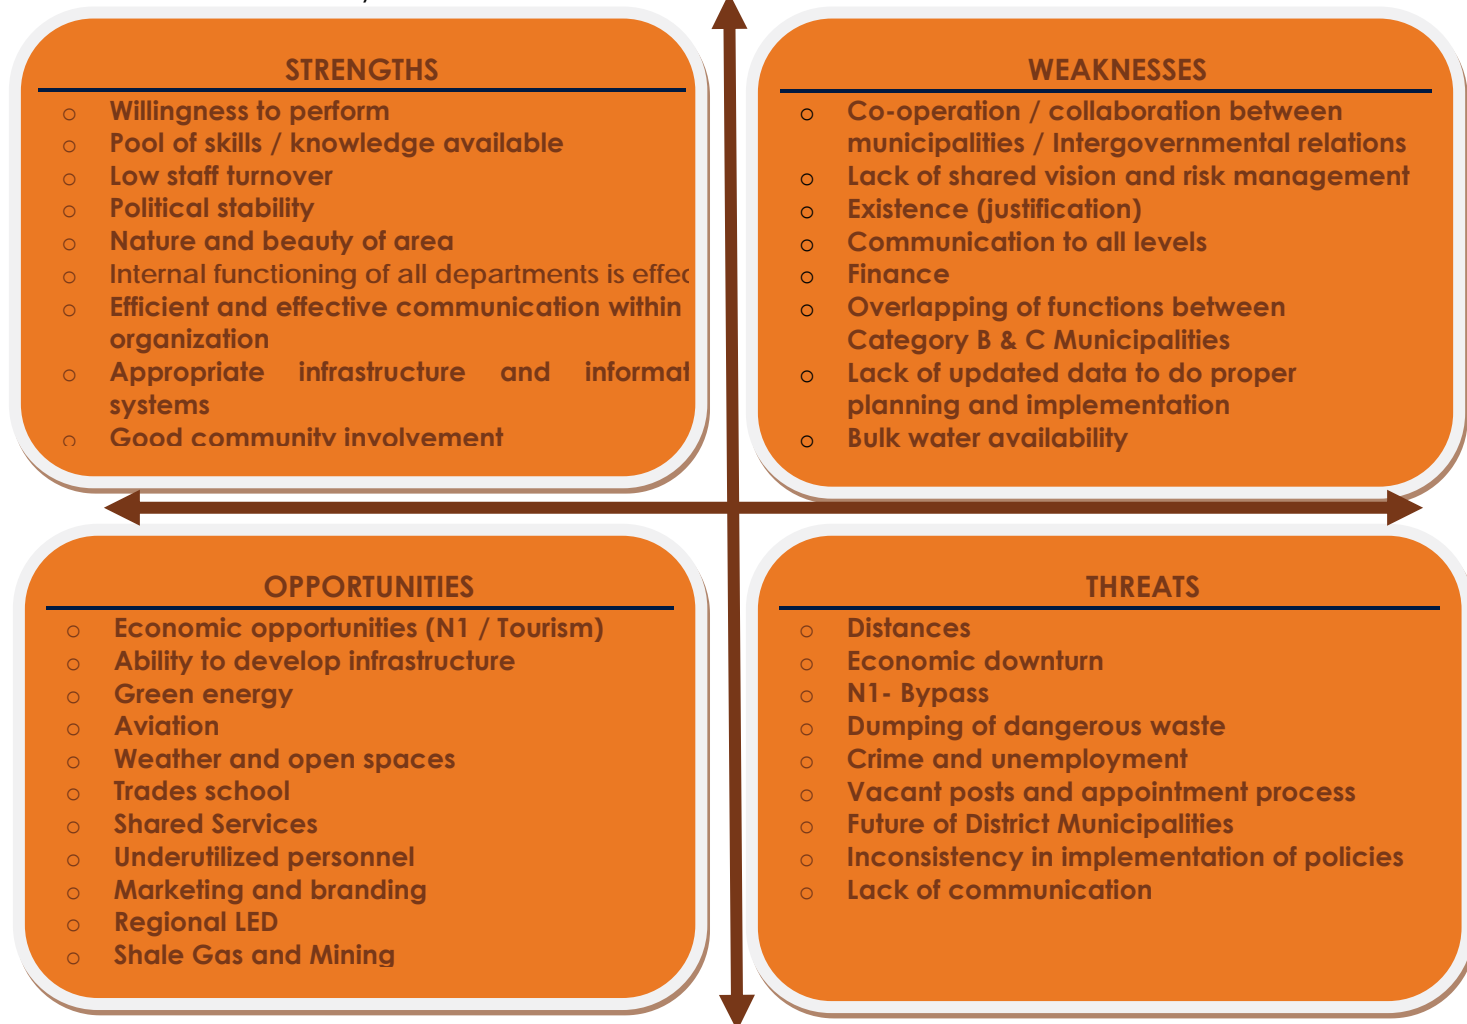 STRENGTHS
o Willingness to perform
o Pool of skills / knowledge available
o Low staff turnover
o Political stability
o Nature and beauty of area
o Internal functioning of all departments is effec
o Efficient and effective communication within
organization
o Appropriate infrastructure and informat
systems
o Good community involvement
WEAKNESSES
o Co-operation / collaboration between
municipalities / Intergovernmental relations
o Lack of shared vision and risk management
o Existence (justification)
o Communication to all levels
o Finance
o Overlapping of functions between
Category B & C Municipalities
o Lack of updated data to do proper
planning and implementation
o Bulk water availability
OPPORTUNITIES
o Economic opportunities (N1 / Tourism)
o Ability to develop infrastructure
o Green energy
o Aviation
o Weather and open spaces
o Trades school
o Shared Services
o Underutilized personnel
o Marketing and branding
o Regional LED
o Shale Gas and Mining
THREATS
o Distances
o Economic downturn
o N1- Bypass
o Dumping of dangerous waste
o Crime and unemployment
o Vacant posts and appointment process
o Future of District Municipalities
o Inconsistency in implementation of policies
o Lack of communication